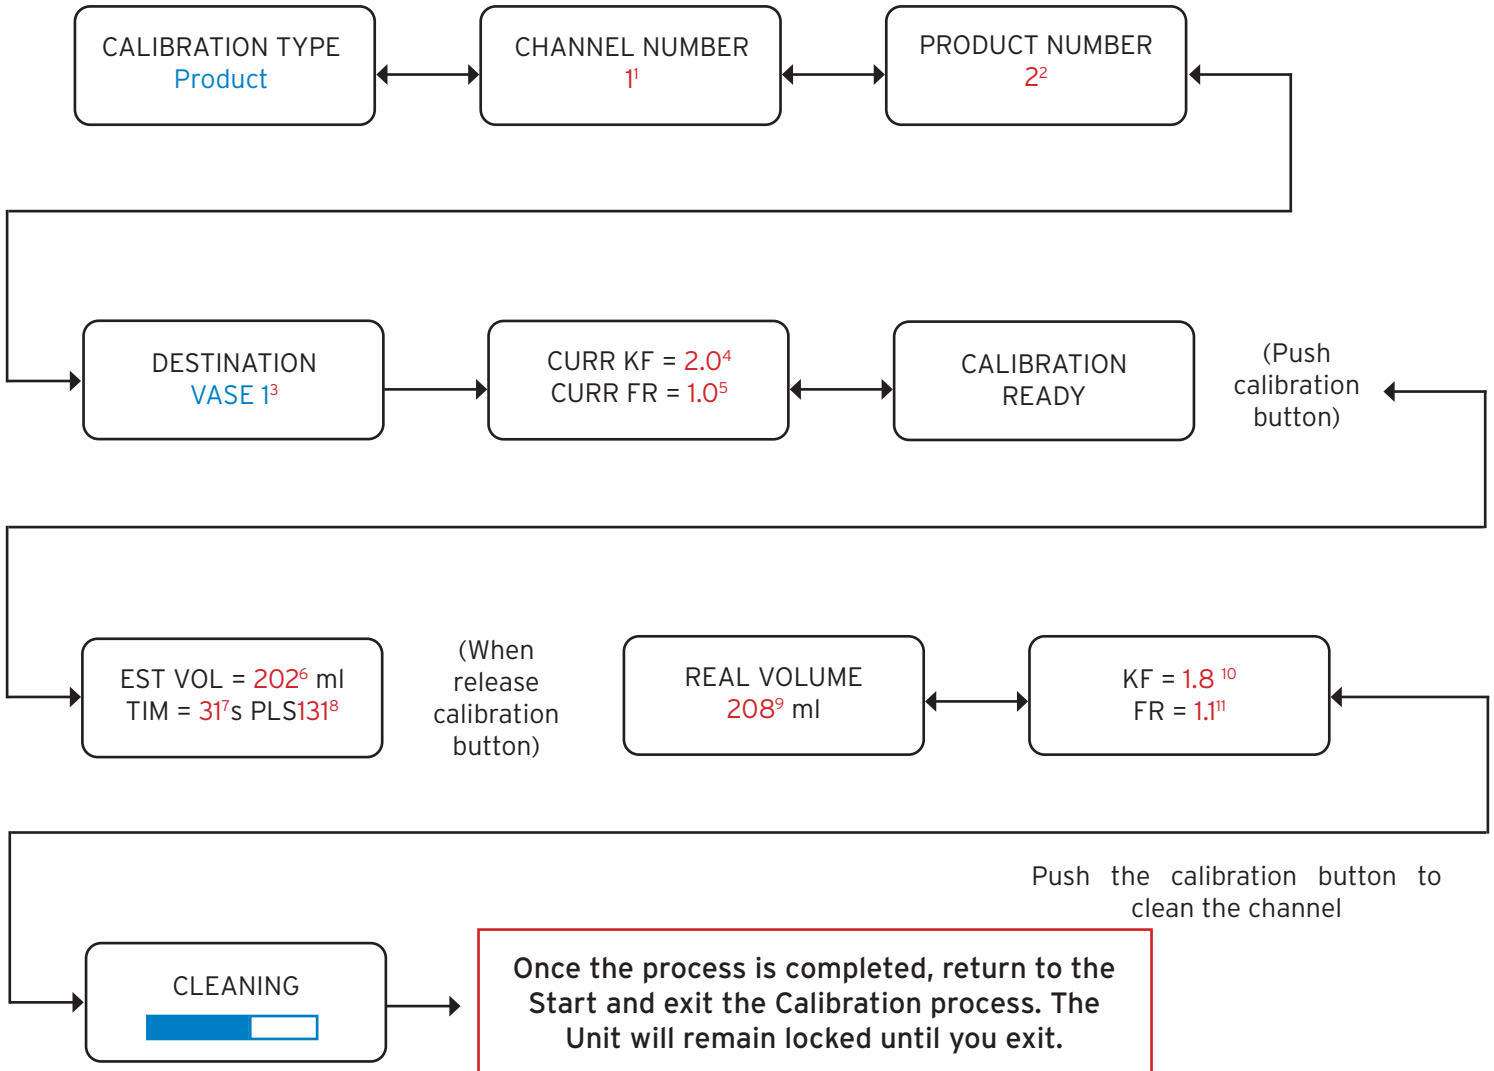 CALIBRATION TYPE
Product
CHANNEL NUMBER
1¹
PRODUCT NUMBER
2²
DESTINATION
VASE 1³
CURR KF = 2.0⁴
CURR FR = 1.0⁵
CALIBRATION
READY
(Push
calibration
button)
EST VOL = 202⁶ ml
TIM = 31⁷s PLS131⁸
(When
release
calibration
button)
REAL VOLUME
208⁹ ml
KF = 1.8 ¹⁰
FR = 1.1¹¹
Push the calibration button to
clean the channel
CLEANING
Once the process is completed, return to the
Start and exit the Calibration process. The
Unit will remain locked until you exit.